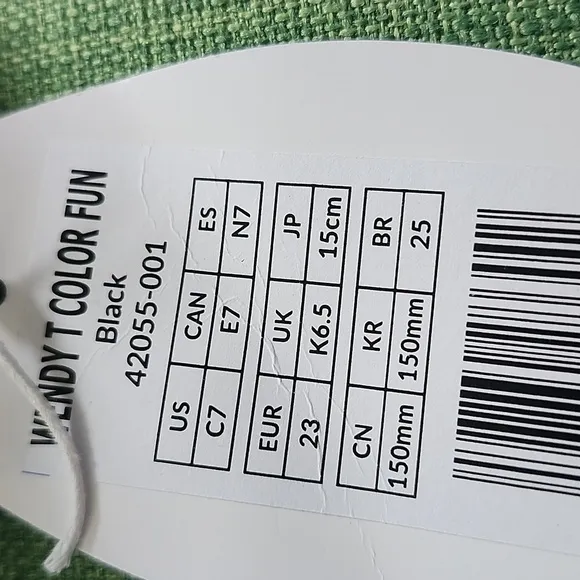 WENDY T COLOR FUN
Black
42055-001
US CAN ES
C7 E7 N7
EUR UK JP
23 K6.5 15cm
CN KR BR
150mm 150mm 25